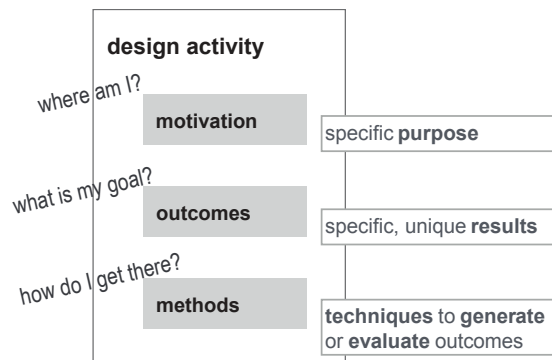 design activity
where am I?
motivation
specific purpose
what is my goal?
outcomes
specific, unique results
how do I get there?
methods
techniques to generate
or evaluate outcomes